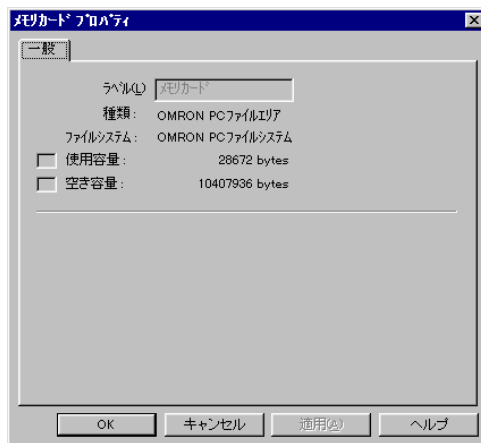 ﾒﾓﾘｶｰﾄﾞ ﾌﾟﾛﾊﾟﾃｨ
一般
ﾗﾍﾞﾙ(L) ﾒﾓﾘｶｰﾄﾞ
種類： OMRON PCﾌｧｲﾙｴﾘｱ
ﾌｧｲﾙｼｽﾃﾑ： OMRON PCﾌｧｲﾙｼｽﾃﾑ
使用容量： 28672 bytes
空き容量： 10407936 bytes
OK キャンセル 適用(A) ヘルプ